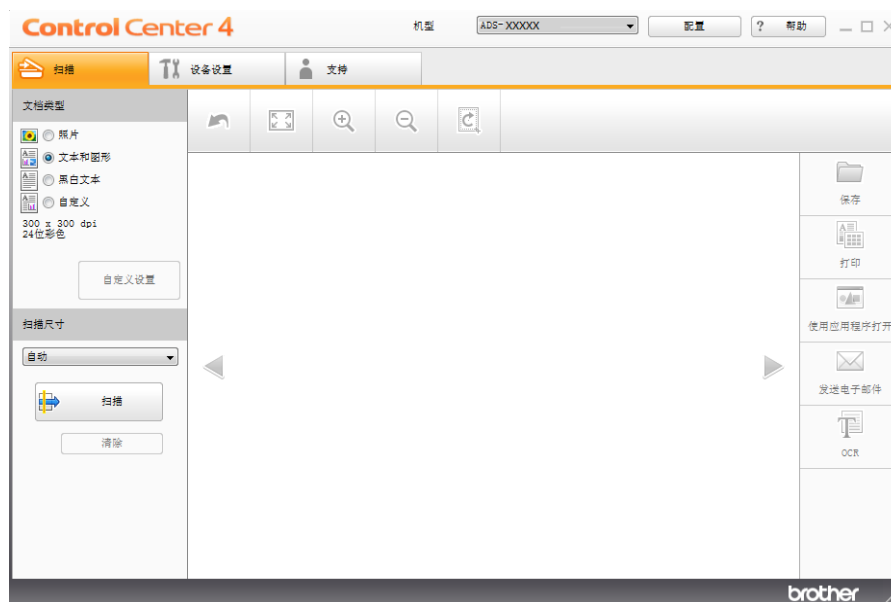 Control Center 4
机型
ADS-XXXXX
配置
? 帮助
扫描
设备设置
支持
文档类型
照片
文本和图形
黑白文本
自定义
300 x 300 dpi
24位彩色
自定义设置
扫描尺寸
自动
扫描
清除
保存
打印
使用应用程序打开
发送电子邮件
OCR
brother